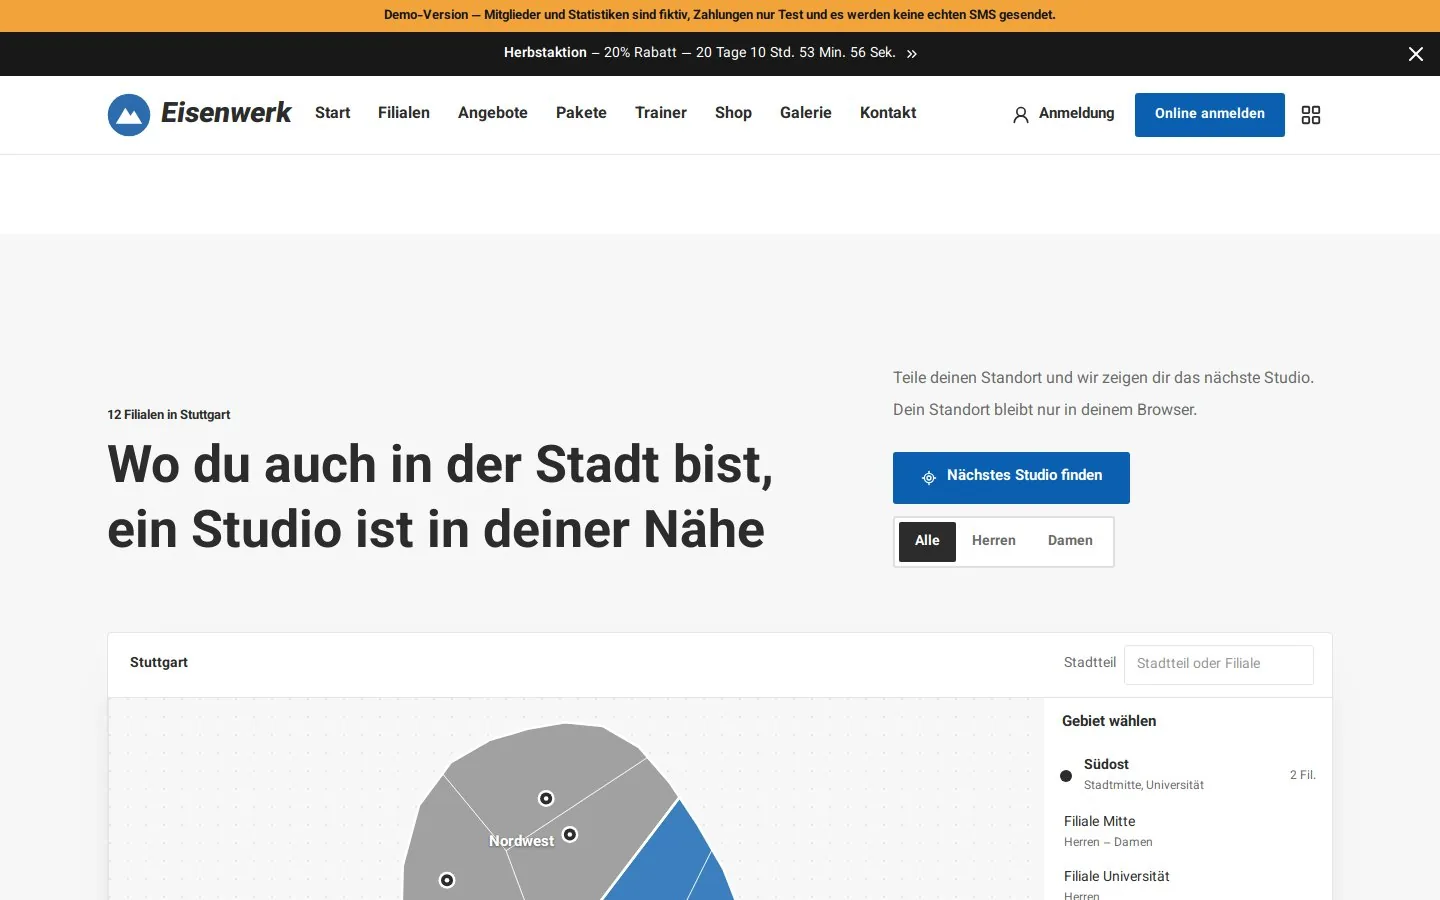 Demo-Version — Mitglieder und Statistiken sind fiktiv, Zahlungen nur Test und es werden keine echten SMS gesendet.
Herbstaktion – 20% Rabatt — 20 Tage 10 Std. 53 Min. 56 Sek.
Eisenwerk
Start
Filialen
Angebote
Pakete
Trainer
Shop
Galerie
Kontakt
Anmeldung
Online anmelden
12 Filialen in Stuttgart
Wo du auch in der Stadt bist,
ein Studio ist in deiner Nähe
Teile deinen Standort und wir zeigen dir das nächste Studio.
Dein Standort bleibt nur in deinem Browser.
Nächstes Studio finden
Alle
Herren
Damen
Stuttgart
Stadtteil
Stadtteil oder Filiale
Nordwest
Gebiet wählen
Südost
Stadtmitte, Universität
2 Fil.
Filiale Mitte
Herren – Damen
Filiale Universität
Herren